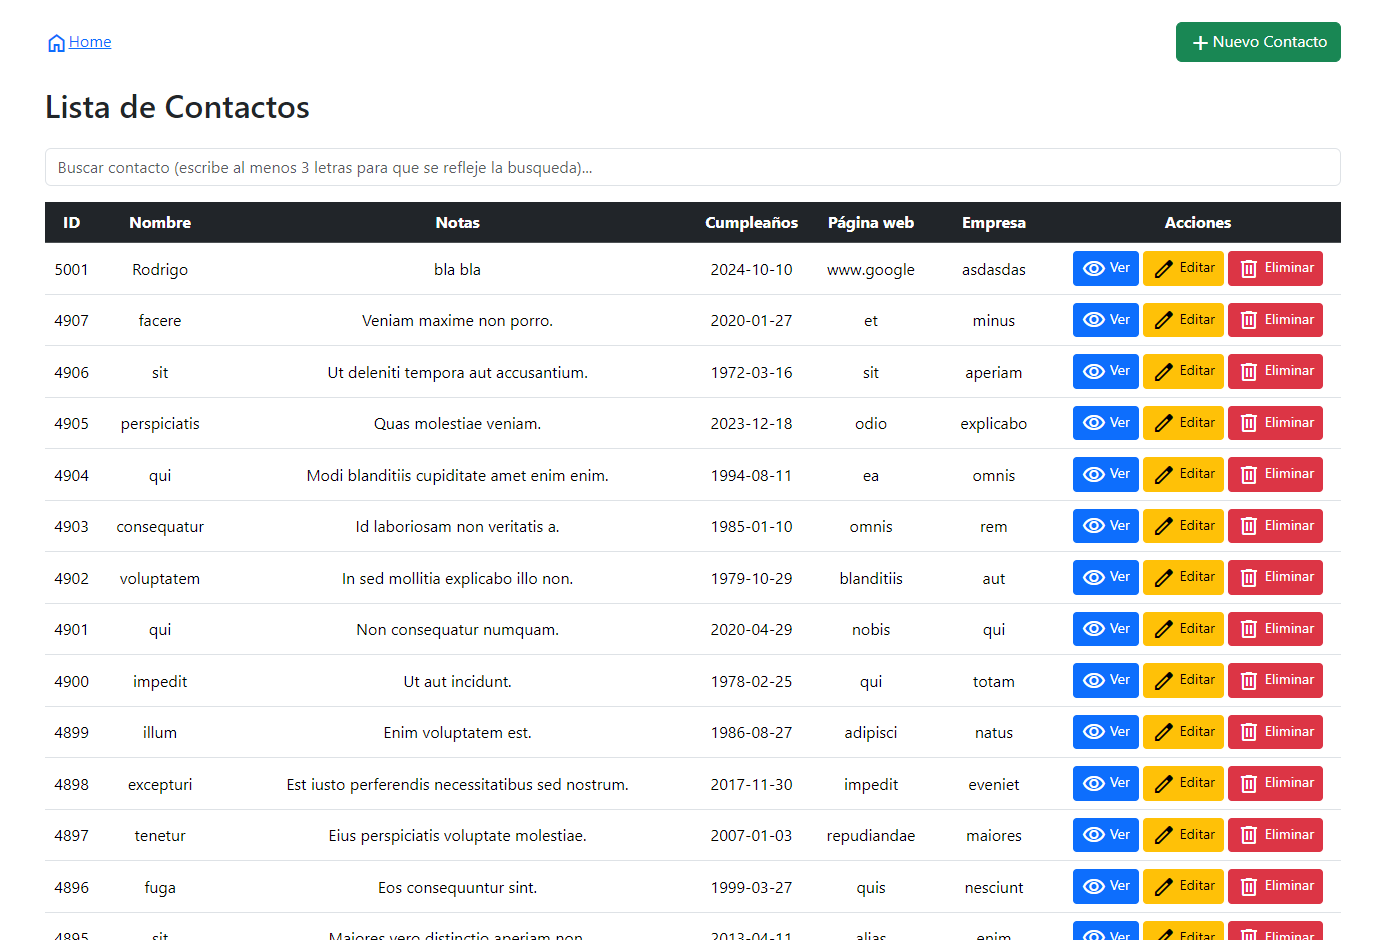 Home
Nuevo Contacto
Lista de Contactos
Buscar contacto (escribe al menos 3 letras para que se refleje la busqueda)...
ID Nombre Notas Cumpleaños Página web Empresa Acciones
5001 Rodrigo bla bla 2024-10-10 www.google asdasdas Ver Editar Eliminar
4907 facere Veniam maxime non porro. 2020-01-27 et minus Ver Editar Eliminar
4906 sit Ut deleniti tempora aut accusantium. 1972-03-16 sit aperiam Ver Editar Eliminar
4905 perspiciatis Quas molestiae veniam. 2023-12-18 odio explicabo Ver Editar Eliminar
4904 qui Modi blanditiis cupiditate amet enim enim. 1994-08-11 ea omnis Ver Editar Eliminar
4903 consequatur Id laboriosam non veritatis a. 1985-01-10 omnis rem Ver Editar Eliminar
4902 voluptatem In sed mollitia explicabo illo non. 1979-10-29 blanditiis aut Ver Editar Eliminar
4901 qui Non consequatur numquam. 2020-04-29 nobis qui Ver Editar Eliminar
4900 impedit Ut aut incidunt. 1978-02-25 qui totam Ver Editar Eliminar
4899 illum Enim voluptatem est. 1986-08-27 adipisci natus Ver Editar Eliminar
4898 excepturi Est iusto perferendis necessitatibus sed nostrum. 2017-11-30 impedit eveniet Ver Editar Eliminar
4897 tenetur Eius perspiciatis voluptate molestiae. 2007-01-03 repudiandae maiores Ver Editar Eliminar
4896 fuga Eos consequuntur sint. 1999-03-27 quis nesciunt Ver Editar Eliminar
4895 sit Maiores vero distinctio aperiam non 2013-04-11 alias enim Ver Editar Eliminar